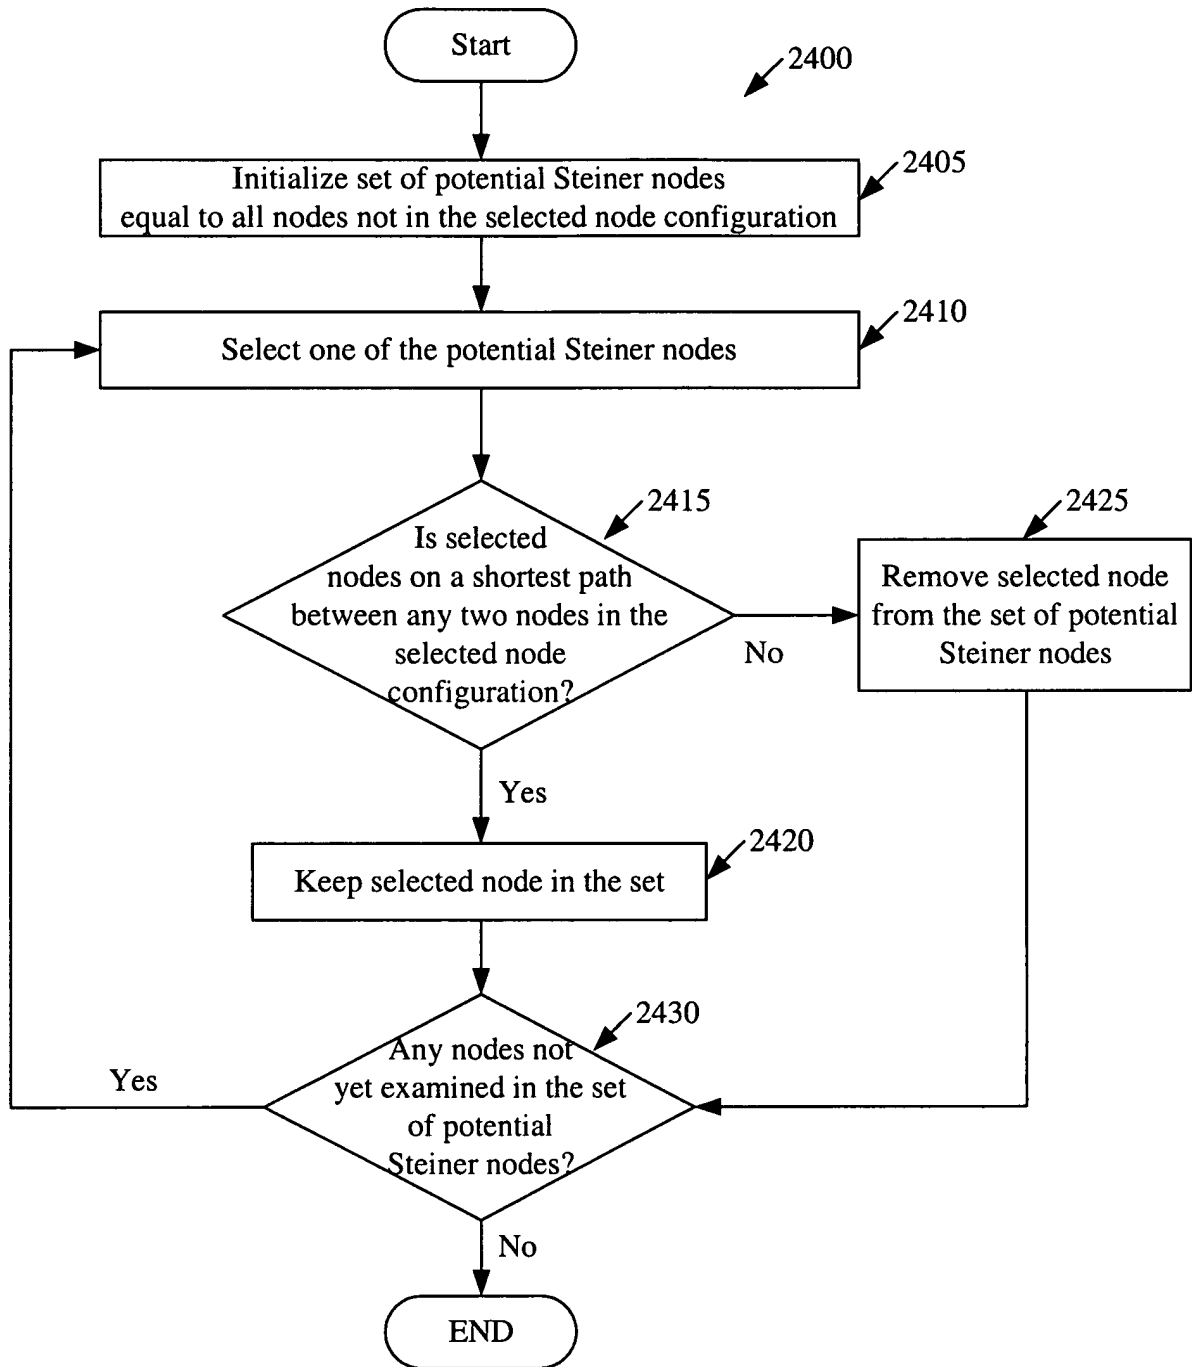 Start
2400
Initialize set of potential Steiner nodes
equal to all nodes not in the selected node configuration
2405
Select one of the potential Steiner nodes
2410
Is selected
nodes on a shortest path
between any two nodes in the
selected node
configuration?
2415
No
Remove selected node
from the set of potential
Steiner nodes
2425
Yes
Keep selected node in the set
2420
Any nodes not
yet examined in the set
of potential
Steiner nodes?
2430
Yes
No
END